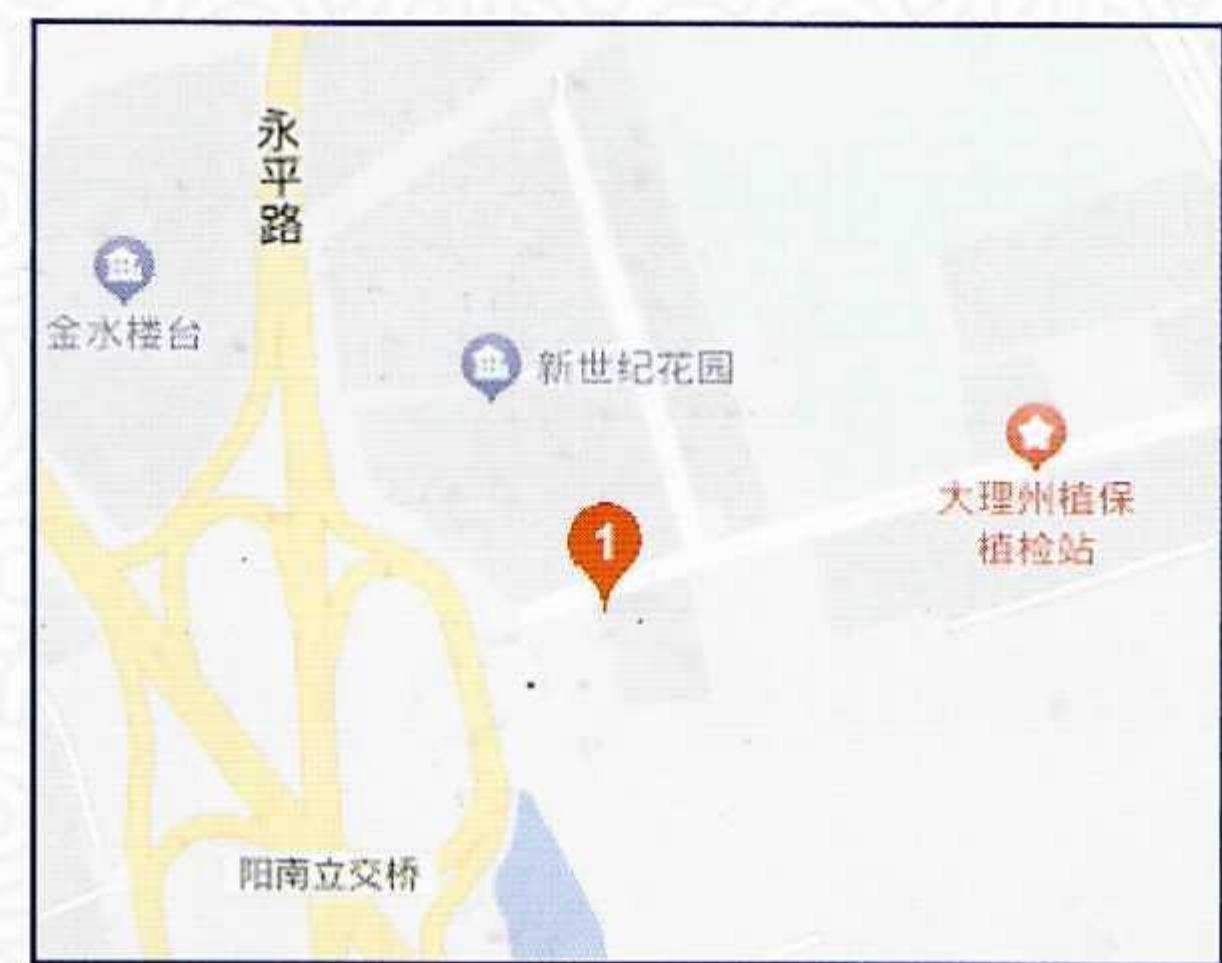 永平路
金水楼台
新世纪花园
1
大理州植保
植检站
阳南立交桥